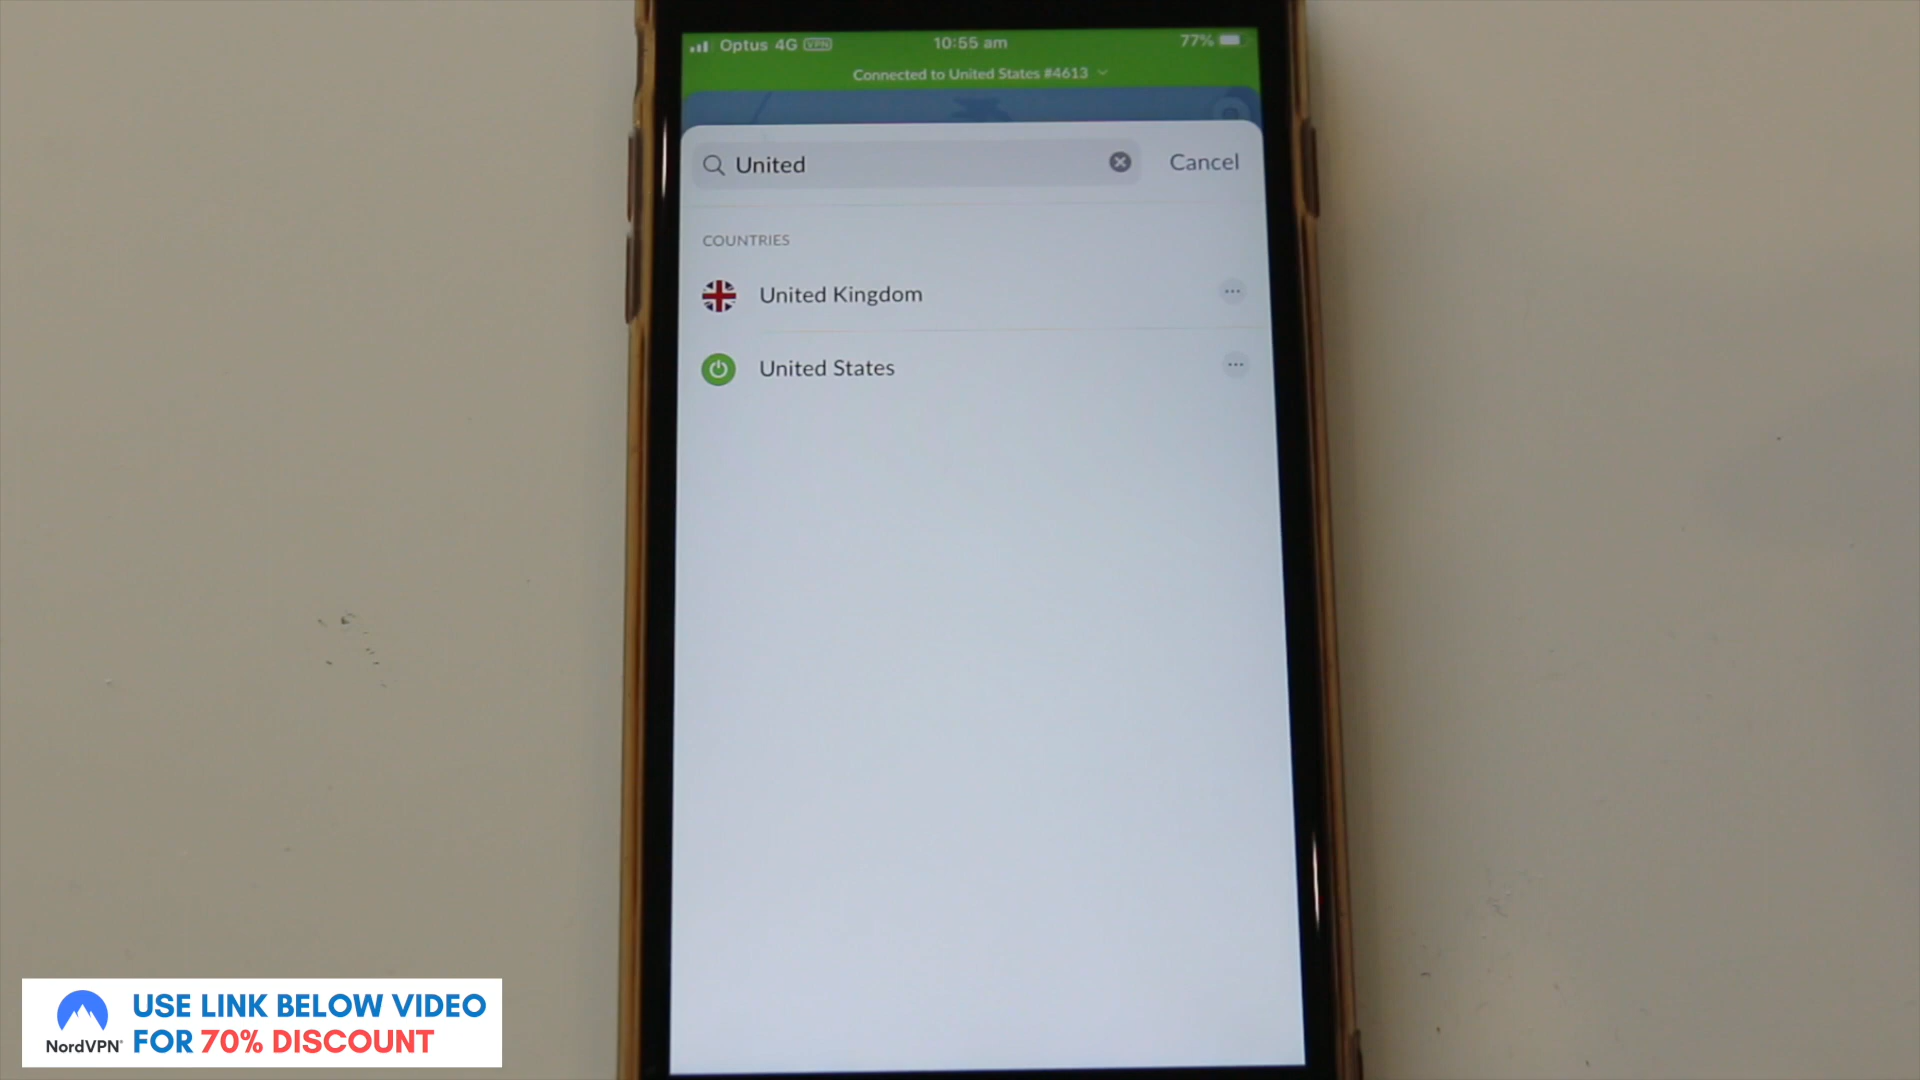 Optus 4G VPN 10:55 am 77%
Connected to United States #4613
United Cancel
COUNTRIES
United Kingdom
United States
USE LINK BELOW VIDEO
FOR 70% DISCOUNT
NordVPN®